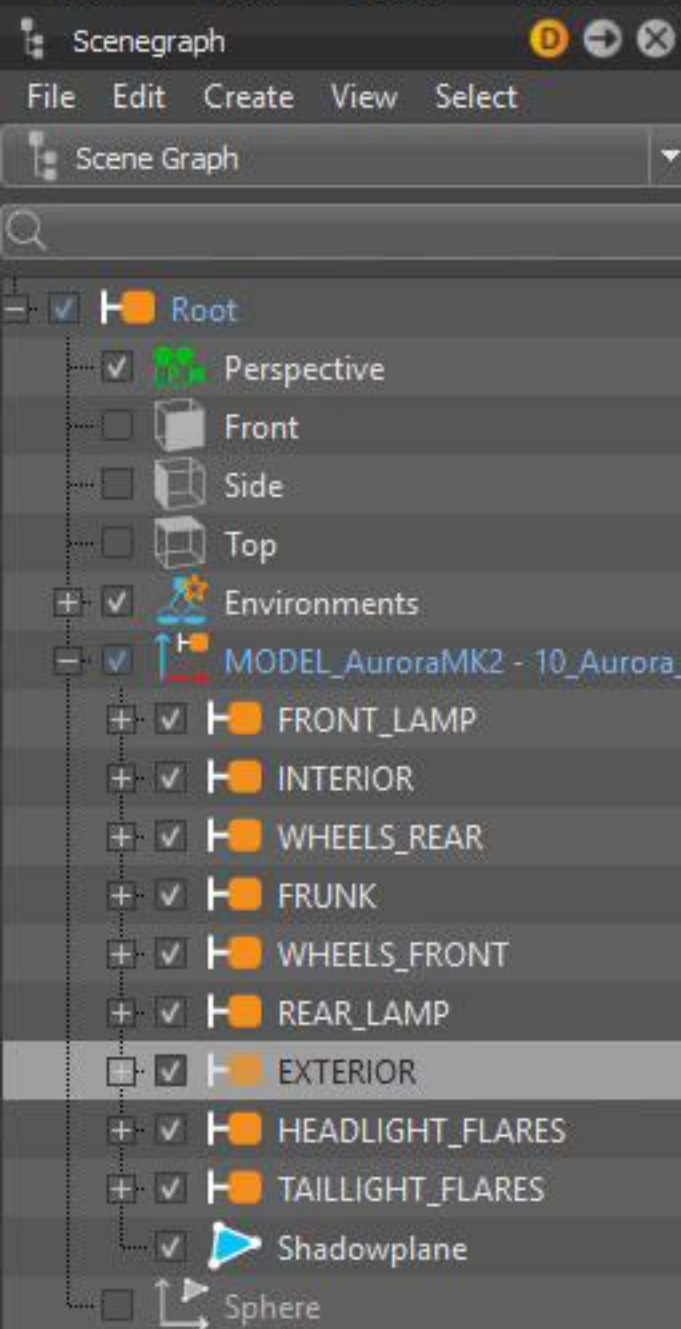 Scenegraph
D
File Edit Create View Select
Scene Graph
Root
Perspective
Front
Side
Top
Environments
MODEL_AuroraMK2 - 10_Aurora_
FRONT_LAMP
INTERIOR
WHEELS_REAR
FRUNK
WHEELS_FRONT
REAR_LAMP
EXTERIOR
HEADLIGHT_FLARES
TAILLIGHT_FLARES
Shadowplane
Sphere